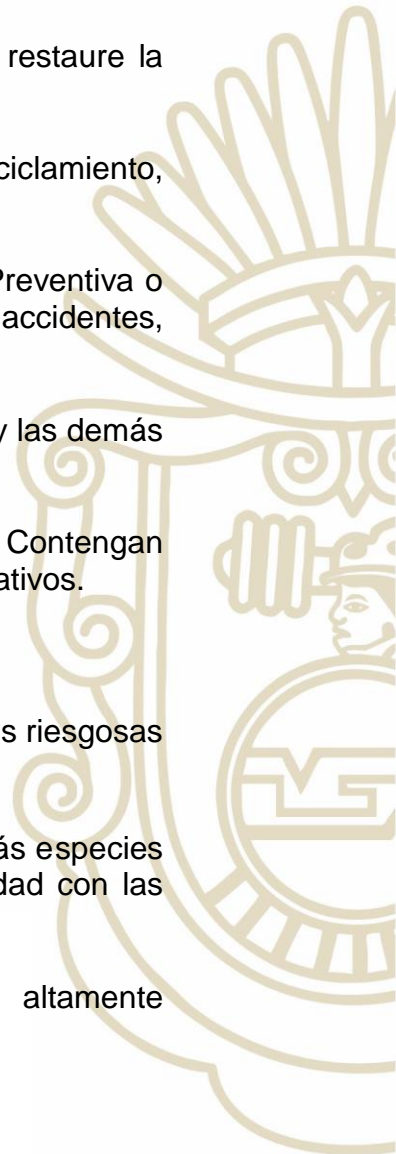 restaure la
ciclamiento,
Preventiva o
accidentes,
y las demás
Contengan
ativos.
s riesgosas
ás especies
dad con las
altamente